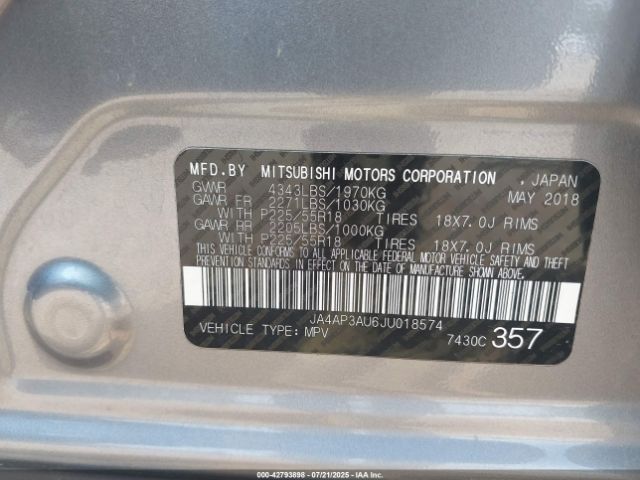 MFD.BY MITSUBISHI MOTORS CORPORATION , JAPAN
GVWR 4343LBS/1970KG MAY 2018
GAWR FR 2271LBS/1030KG
WITH P225/55R18 TIRES 18X7.0J RIMS
GAWR RR 2205LBS/1000KG
WITH P225/55R18 TIRES 18X7.0J RIMS
THIS VEHICLE CONFORMS TO ALL APPLICABLE FEDERAL MOTOR VEHICLE SAFETY AND THEFT
PREVENTION STANDARDS IN EFFECT ON THE DATE OF MANUFACTURE SHOWN ABOVE.
JA4AP3AU6JU018574
VEHICLE TYPE: MPV 7430C 357
000-42793898 - 07/21/2025 - IAA Corp.